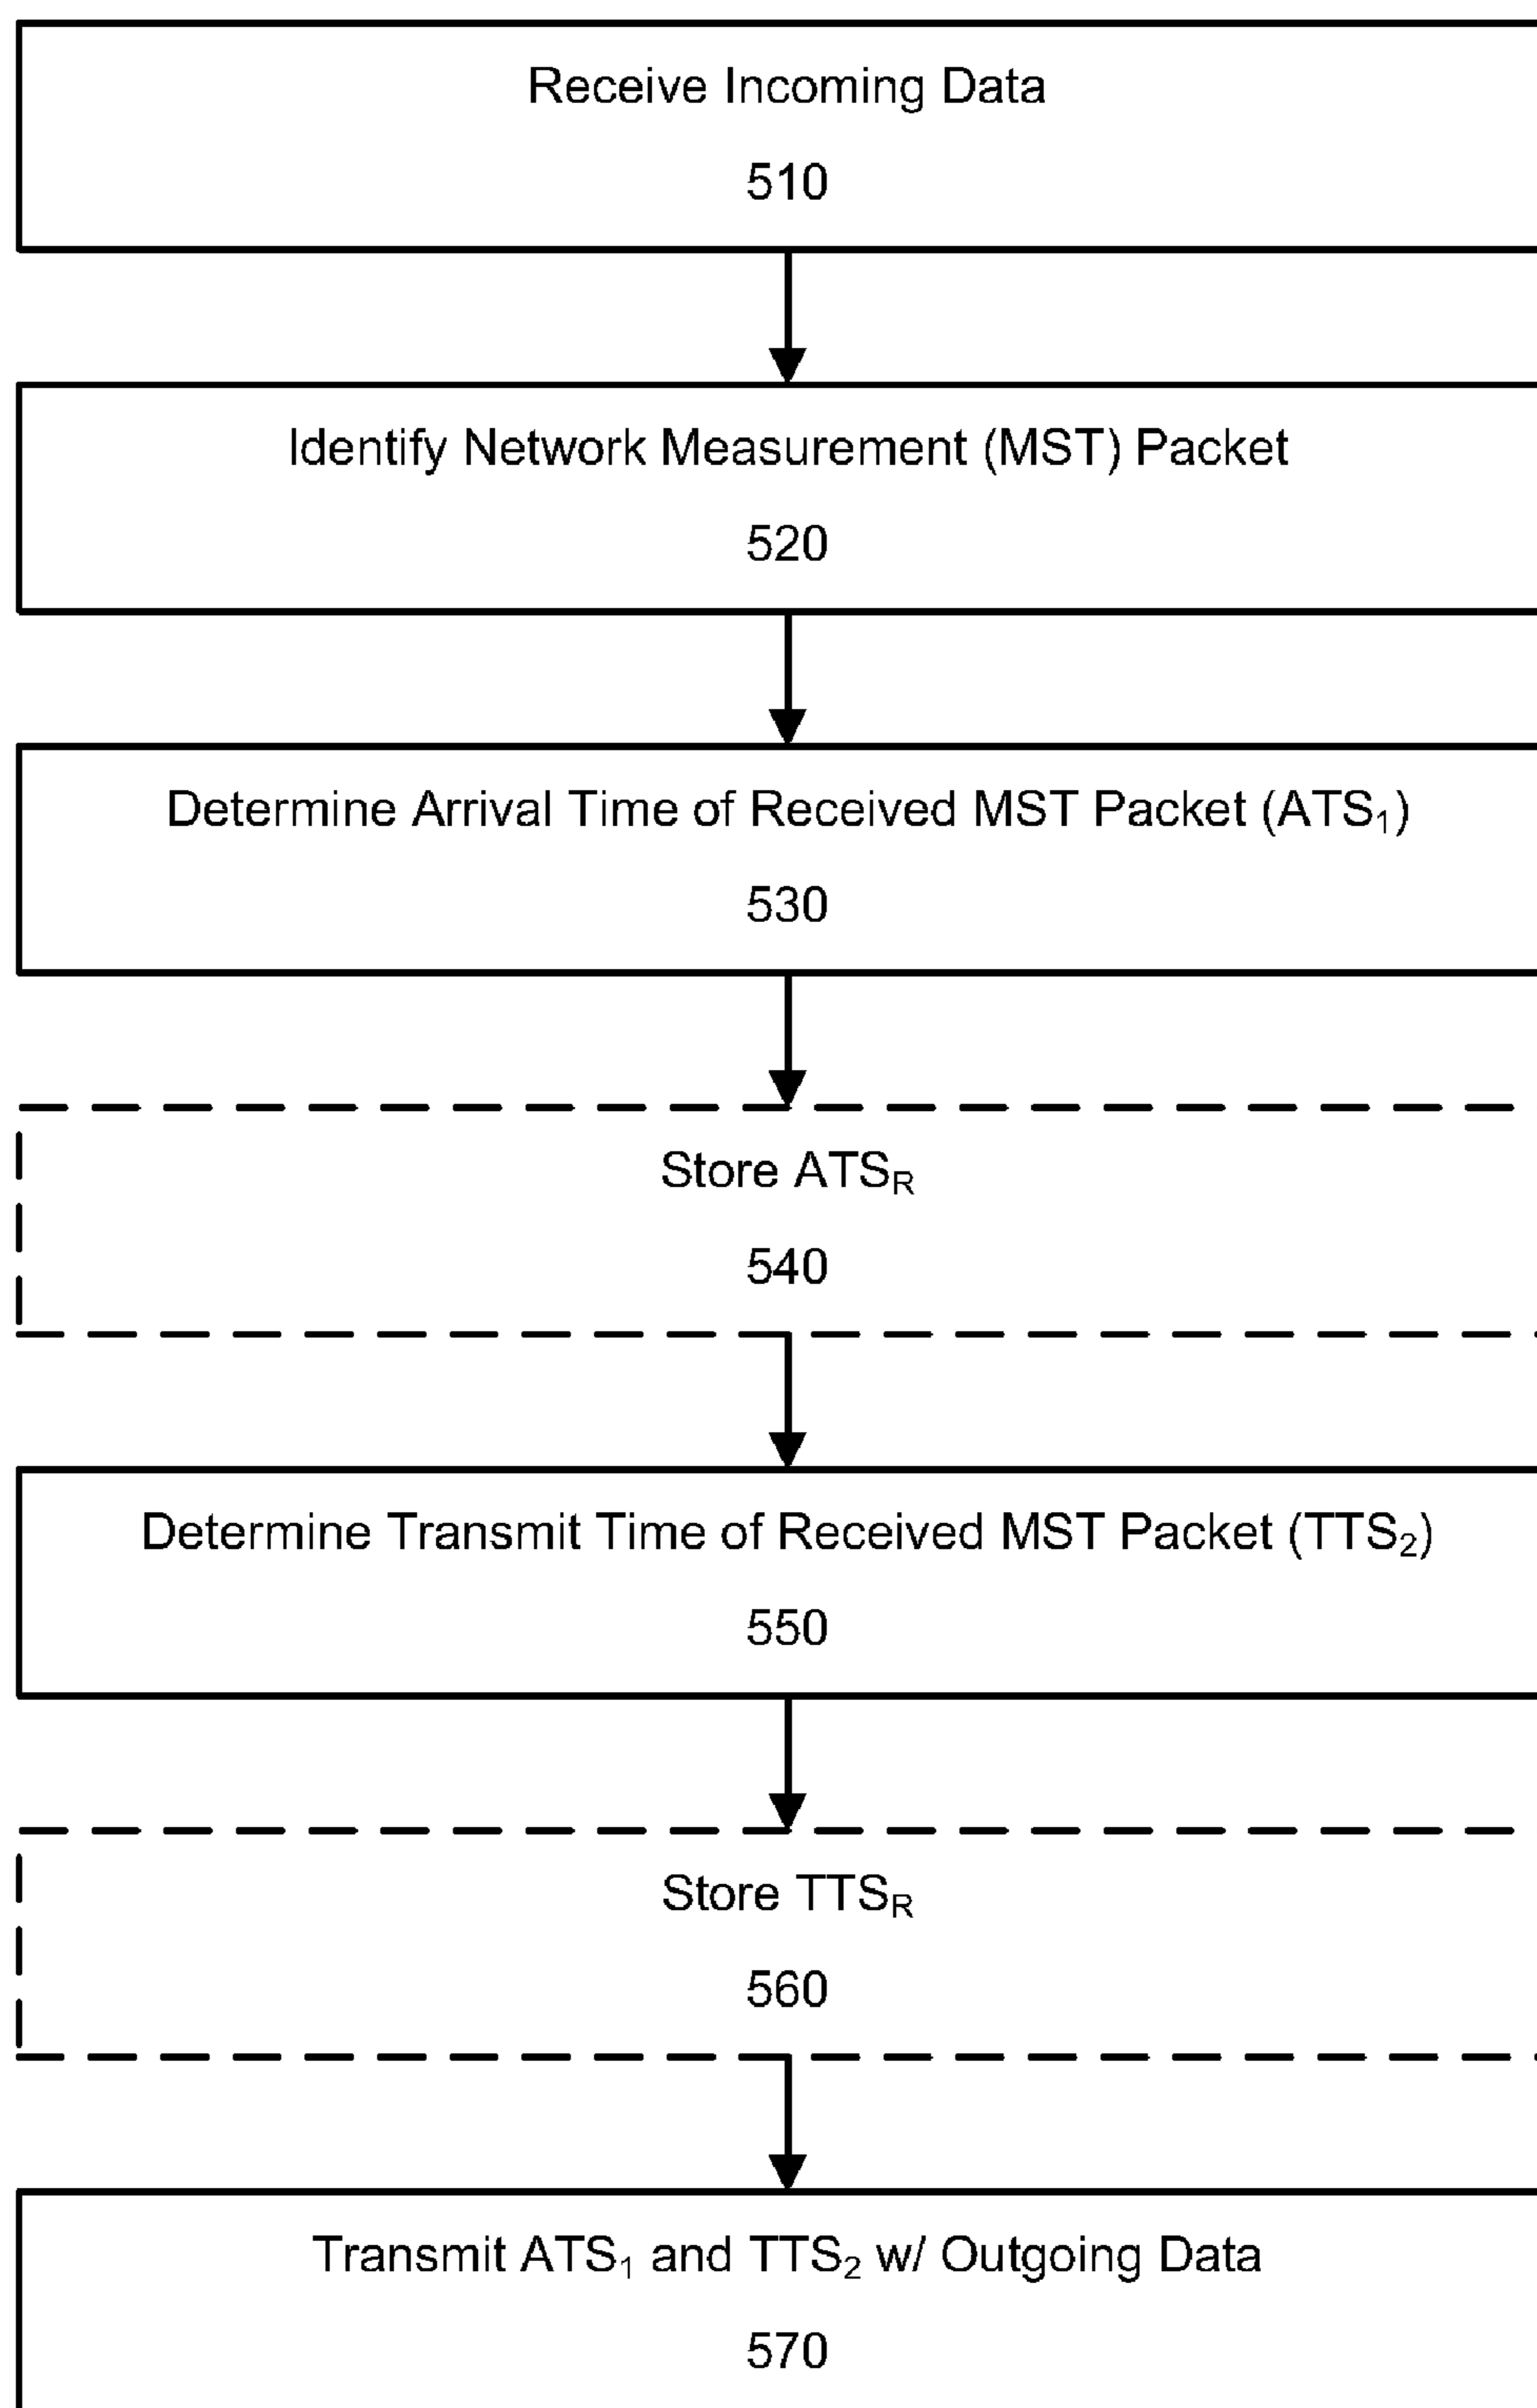 Receive Incoming Data
510
Identify Network Measurement (MST) Packet
520
Determine Arrival Time of Received MST Packet (ATS₁)
530
Store ATS_R
540
Determine Transmit Time of Received MST Packet (TTS₂)
550
Store TTS_R
560
Transmit ATS₁ and TTS₂ w/ Outgoing Data
570